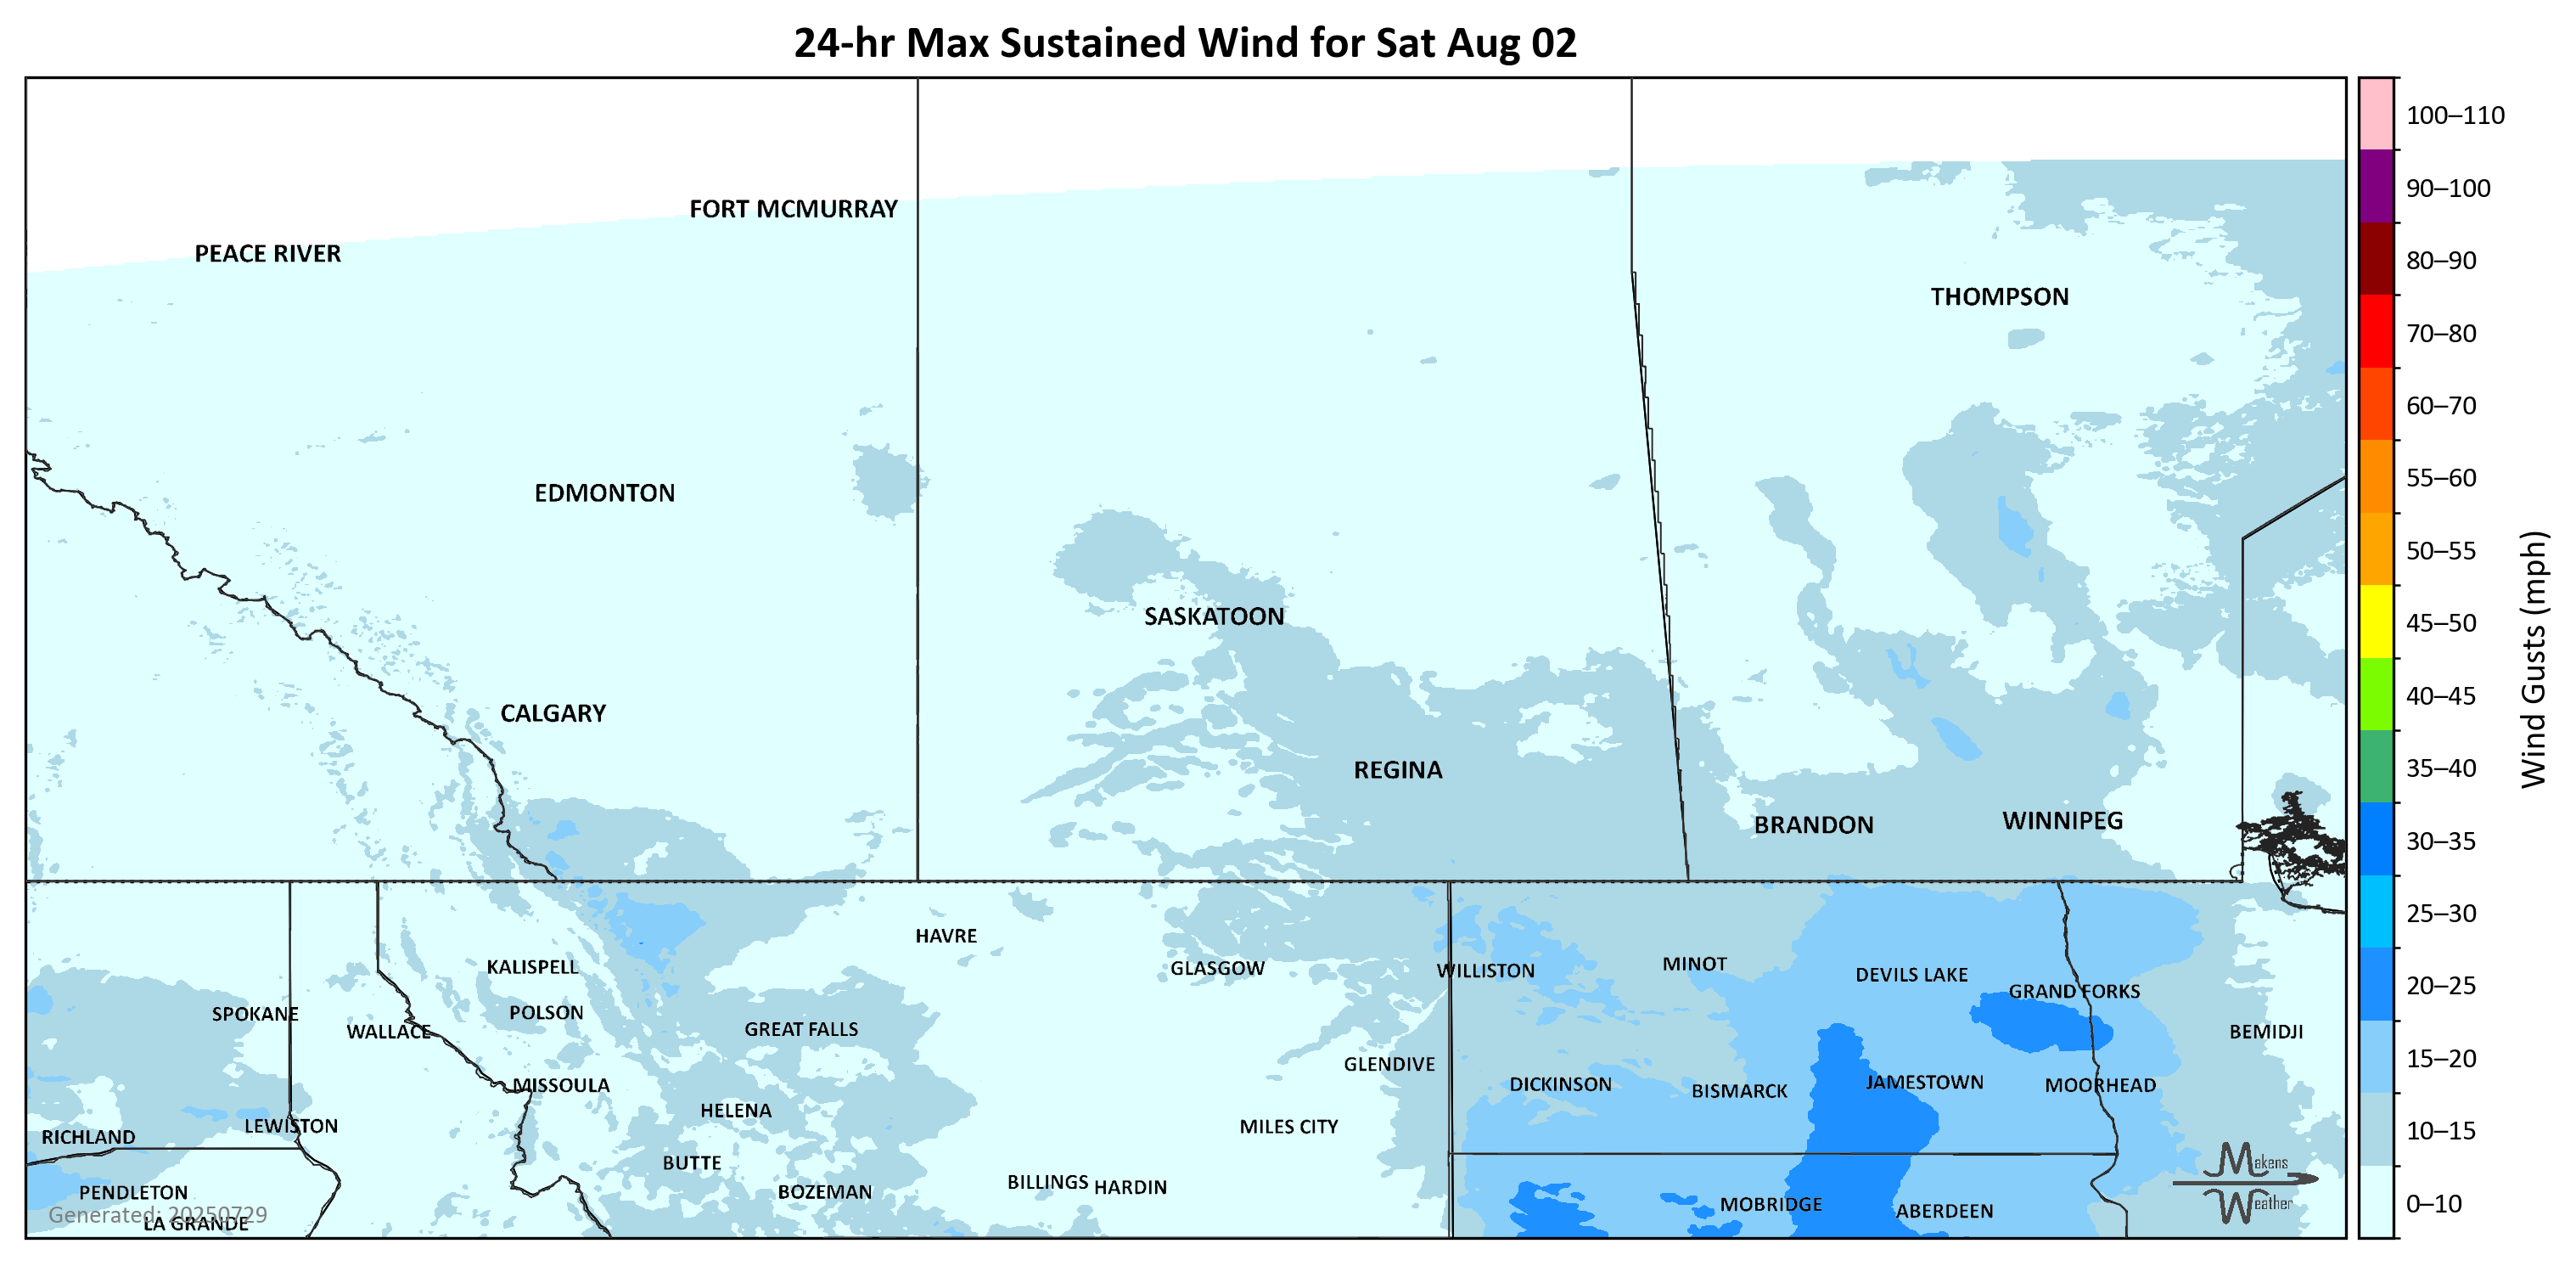 24-hr Max Sustained Wind for Sat Aug 02
100–110
90–100
80–90
70–80
60–70
55–60
50–55
45–50
40–45
35–40
30–35
25–30
20–25
15–20
10–15
0–10
Wind Gusts (mph)
FORT MCMURRAY
PEACE RIVER
THOMPSON
EDMONTON
SASKATOON
CALGARY
REGINA
BRANDON
WINNIPEG
HAVRE
KALISPELL
GLASGOW
WILLISTON
MINOT
DEVILS LAKE
GRAND FORKS
SPOKANE
POLSON
WALLACE
GREAT FALLS
BEMIDJI
GLENDIVE
MISSOULA
DICKINSON
BISMARCK
JAMESTOWN
MOORHEAD
HELENA
LEWISTON
MILES CITY
RICHLAND
BUTTE
PENDLETON
BOZEMAN
BILLINGS
HARDIN
MOBRIDGE
ABERDEEN
Generated: 20250729
LA GRANDE
Makens
Weather